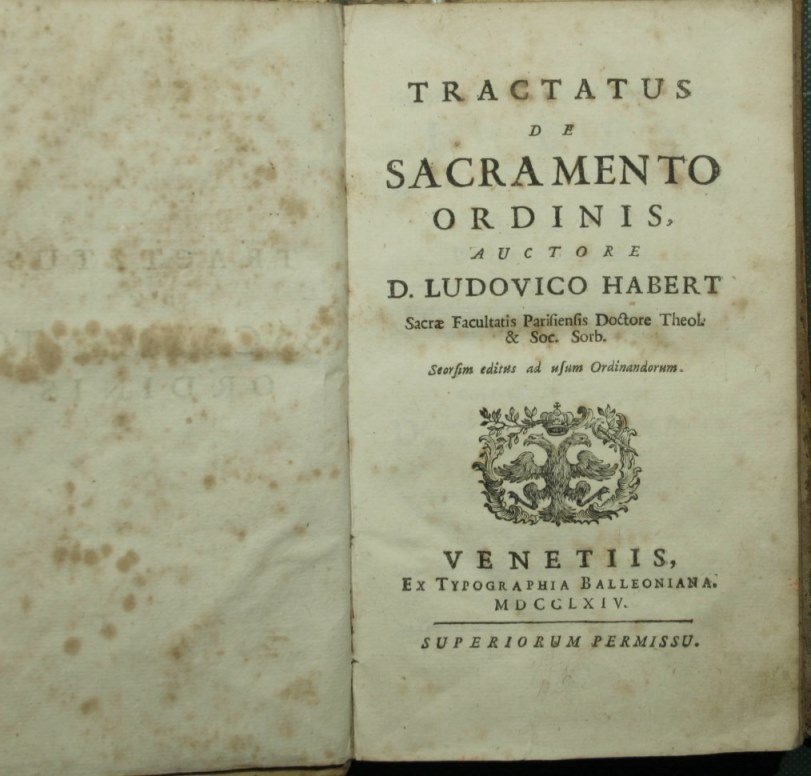 TRACTATUS
DE
SACRAMENTO
ORDINIS,
AUCTORE
D. LUDOVICO HABERT
Sacræ Facultatis Pariſienſis Doctore Theol.
& Soc. Sorb.
Seorſim editus ad uſum Ordinandorum.
VENETIIS,
EX TYPOGRAPHIA BALLEONIANA.
MDCCLXIV.
SUPERIORUM PERMISSU.